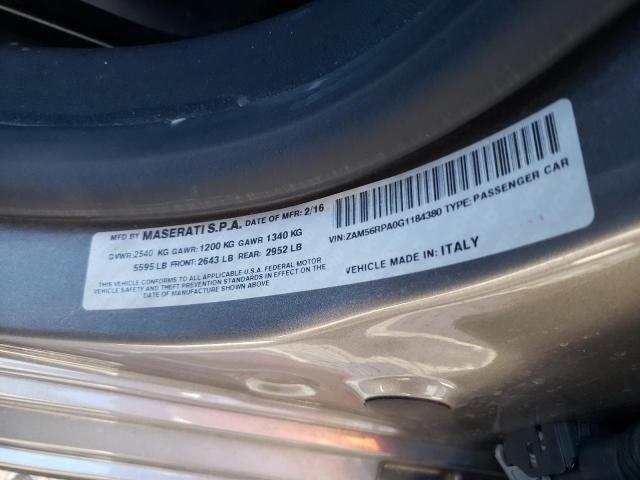 MFD BY MASERATI S.P.A. DATE OF MFR: 2/16
GVWR: 2540 KG GAWR: 1200 KG GAWR 1340 KG
5595 LB FRONT: 2643 LB REAR: 2952 LB
THIS VEHICLE CONFORMS TO ALL APPLICABLE U.S.A. FEDERAL MOTOR
VEHICLE SAFETY AND THEFT PREVENTION STANDARDS IN EFFECT ON THE
DATE OF MANUFACTURE SHOWN ABOVE
VIN: ZAM56RPA0G1184380 TYPE: PASSENGER CAR
VEHICLE MADE IN: ITALY